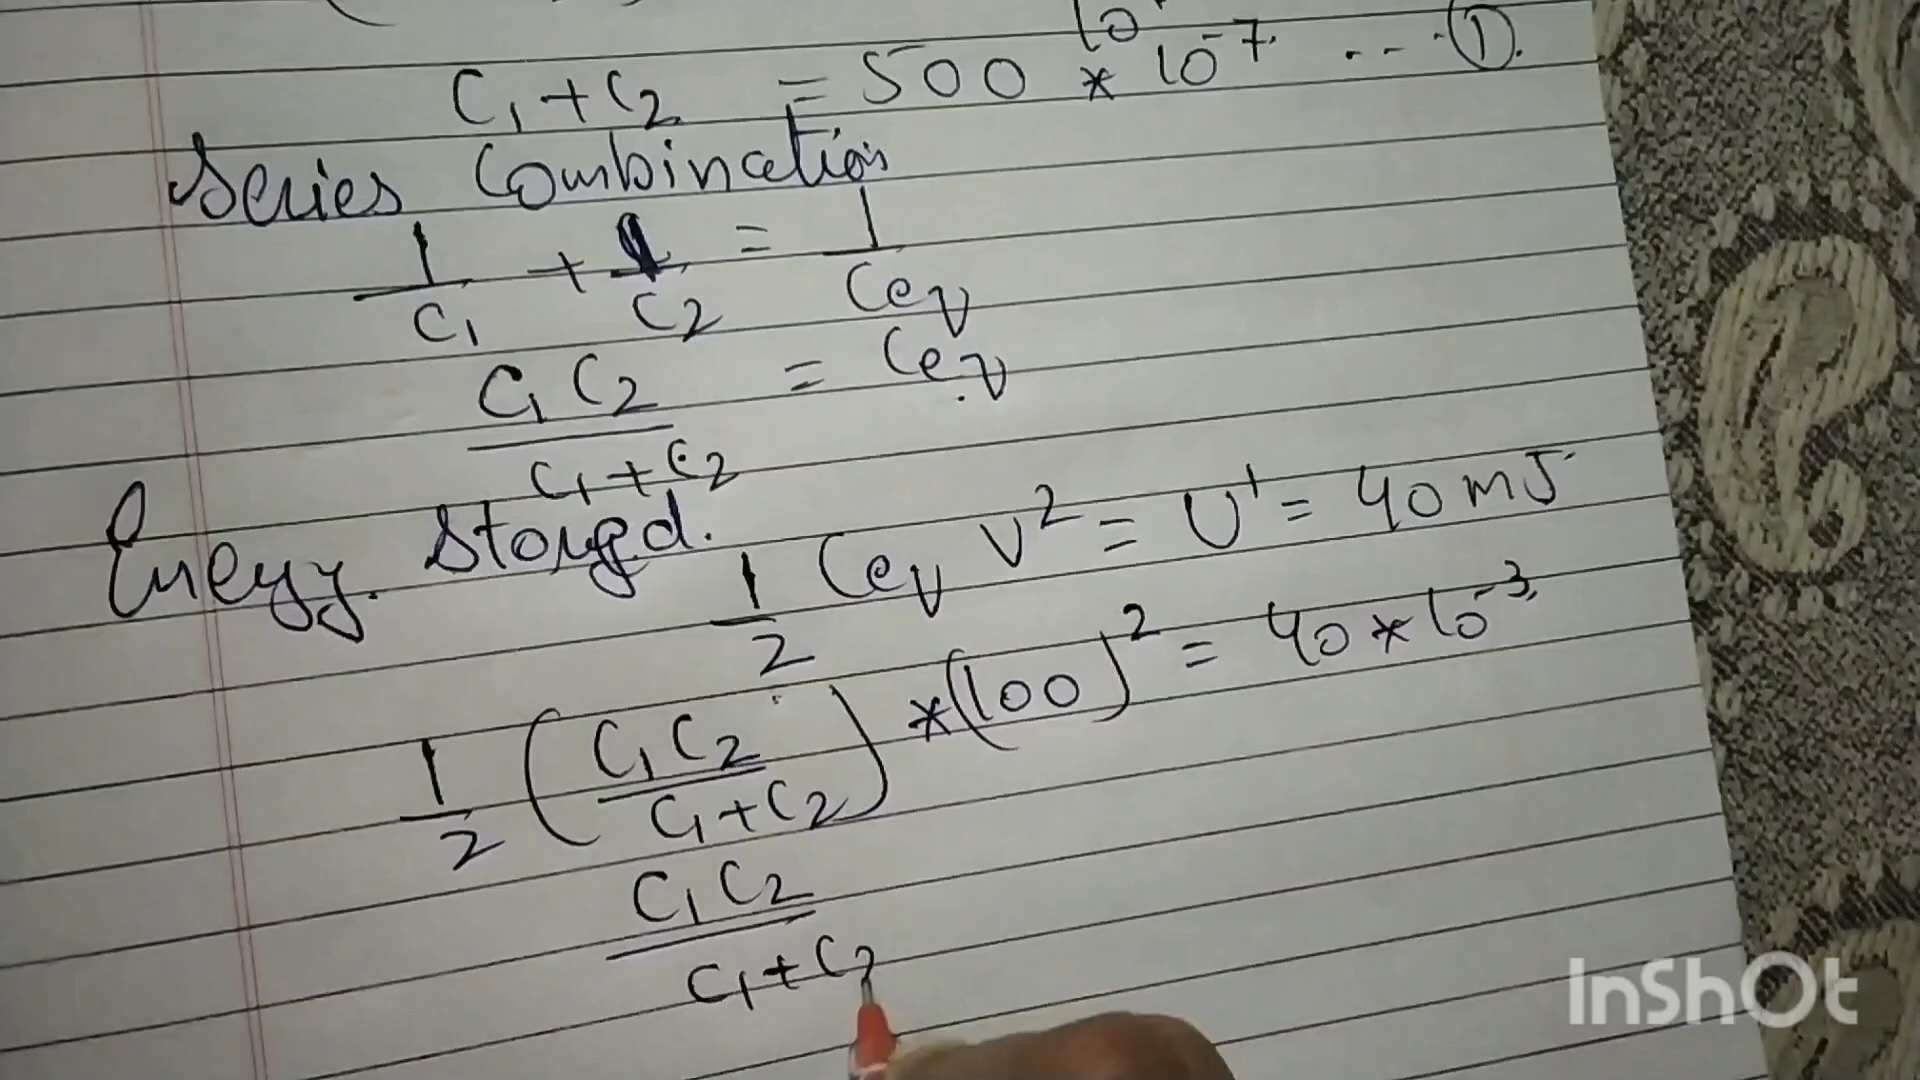 10
C₁ + C₂ = 500 * 10⁻⁷ ---①.
Series Combination
1/C₁ + 1/C₂ = 1/Ceq
C₁C₂/C₁+C₂ = Ceq
Energy Stored.
1/2 Ceq V² = U' = 40 mJ
1/2 (C₁C₂/C₁+C₂) * (100)² = 40 * 10⁻³
C₁C₂/C₁+C₂
InShOt